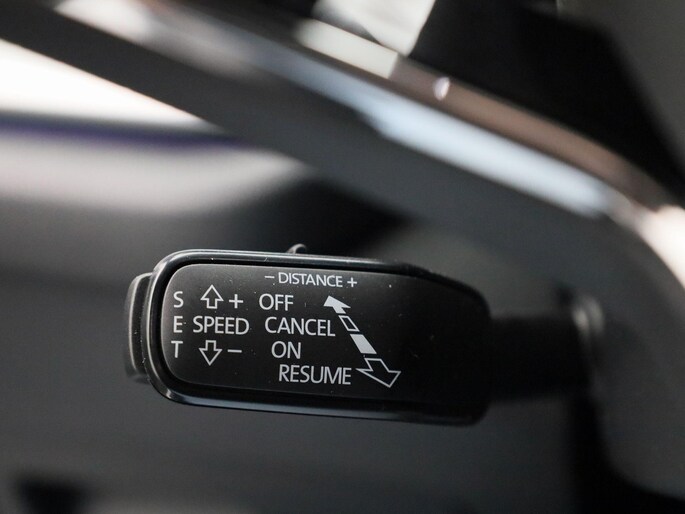 - DISTANCE +
S + OFF
E SPEED CANCEL
T - ON
RESUME